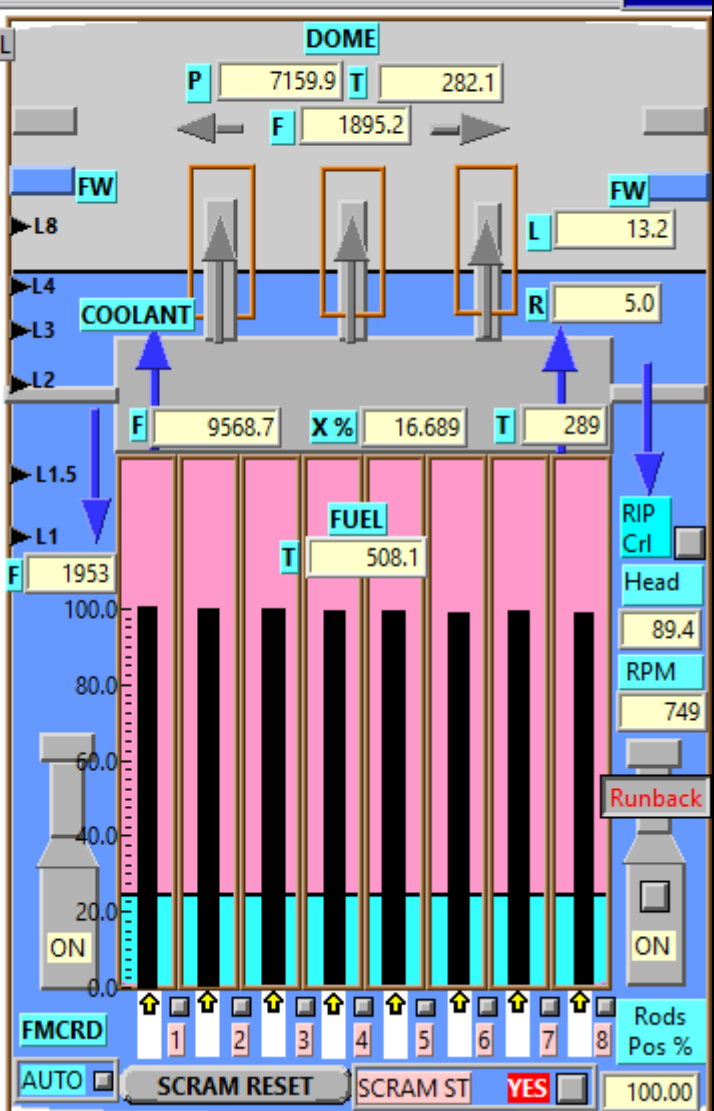 L
DOME
P 7159.9 T 282.1
F 1895.2
FW FW
L8 L 13.2
L4
COOLANT R 5.0
L3
L2
F 9568.7 X % 16.689 T 289
L1.5
FUEL RIP
L1 T 508.1 Crl
F 1953 Head
100.0 89.4
80.0 RPM
749
60.0
Runback
40.0
20.0
ON ON
0.0
1 2 3 4 5 6 7 8
FMCRD Rods
Pos %
AUTO SCRAM RESET SCRAM ST YES 100.00